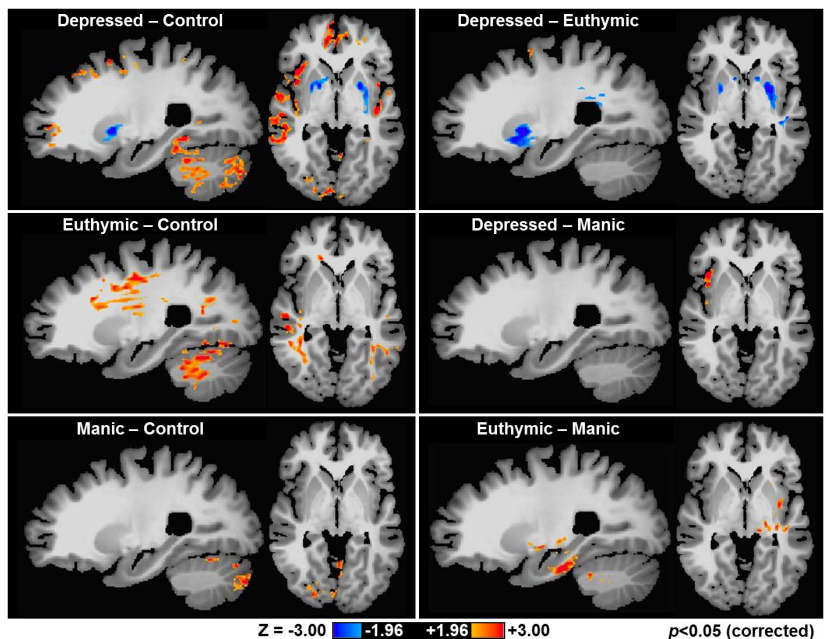 Depressed – Control
Depressed – Euthymic
Euthymic – Control
Depressed – Manic
Manic – Control
Euthymic – Manic
Z = -3.00 -1.96 +1.96 +3.00 p<0.05 (corrected)